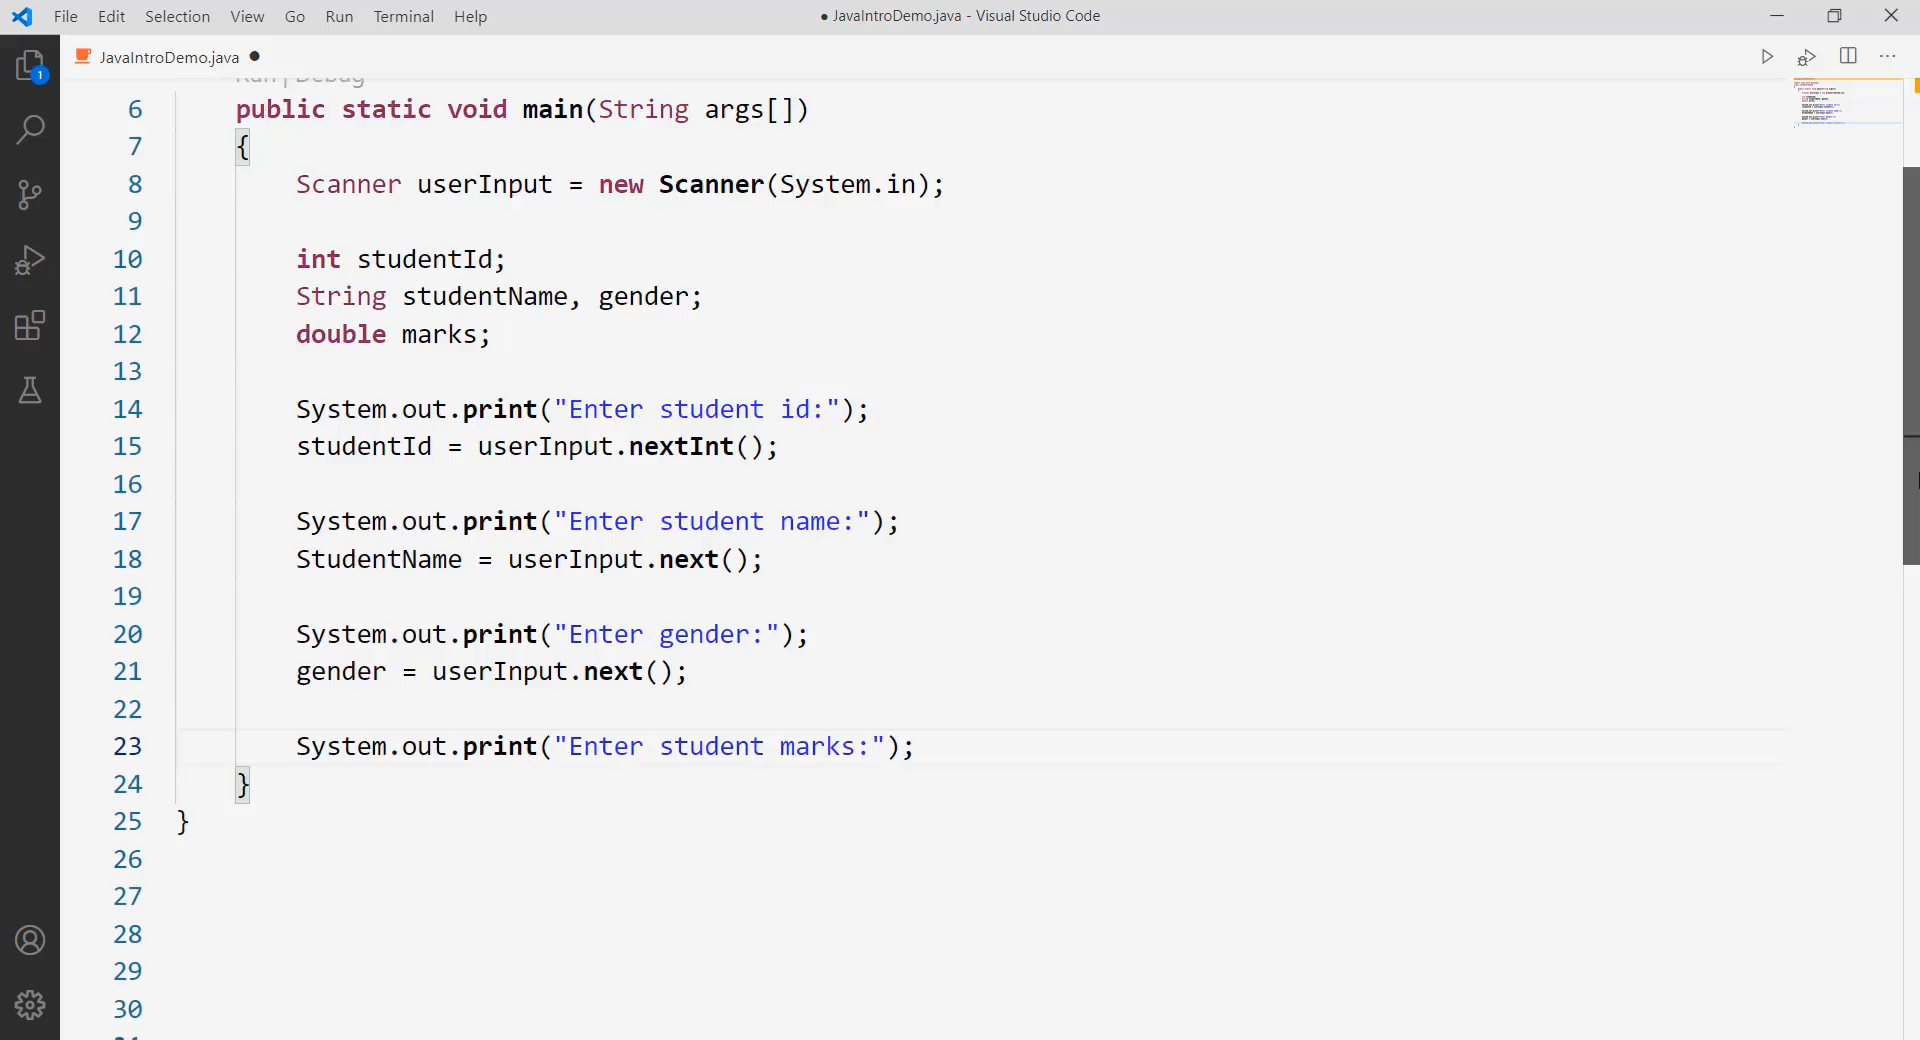 File Edit Selection View Go Run Terminal Help
● JavaIntroDemo.java - Visual Studio Code
1
JavaIntroDemo.java ●
Run | Debug
6 public static void main(String args[])
7 {
8 Scanner userInput = new Scanner(System.in);
9
10 int studentId;
11 String studentName, gender;
12 double marks;
13
14 System.out.print("Enter student id:");
15 studentId = userInput.nextInt();
16
17 System.out.print("Enter student name:");
18 StudentName = userInput.next();
19
20 System.out.print("Enter gender:");
21 gender = userInput.next();
22
23 System.out.print("Enter student marks:");
24 }
25 }
26
27
28
29
30